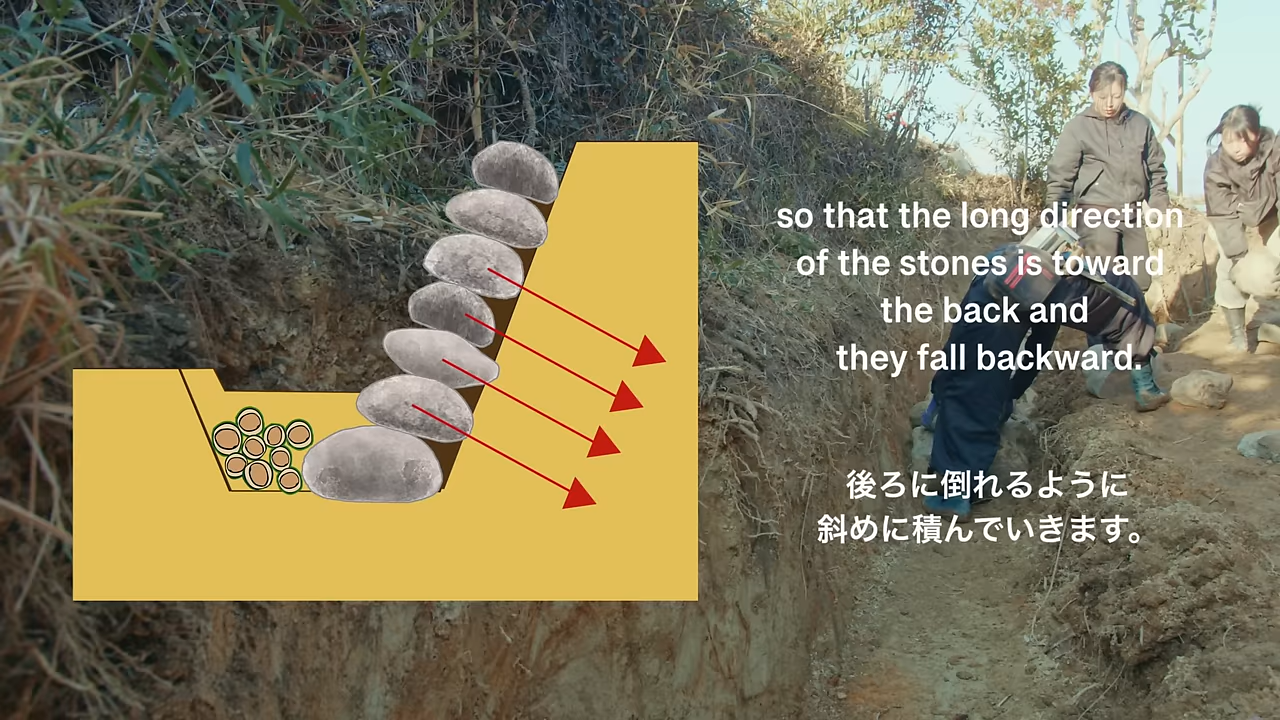 so that the long direction
of the stones is toward
the back and
they fall backward.
後ろに倒れるように
斜めに積んでいきます。